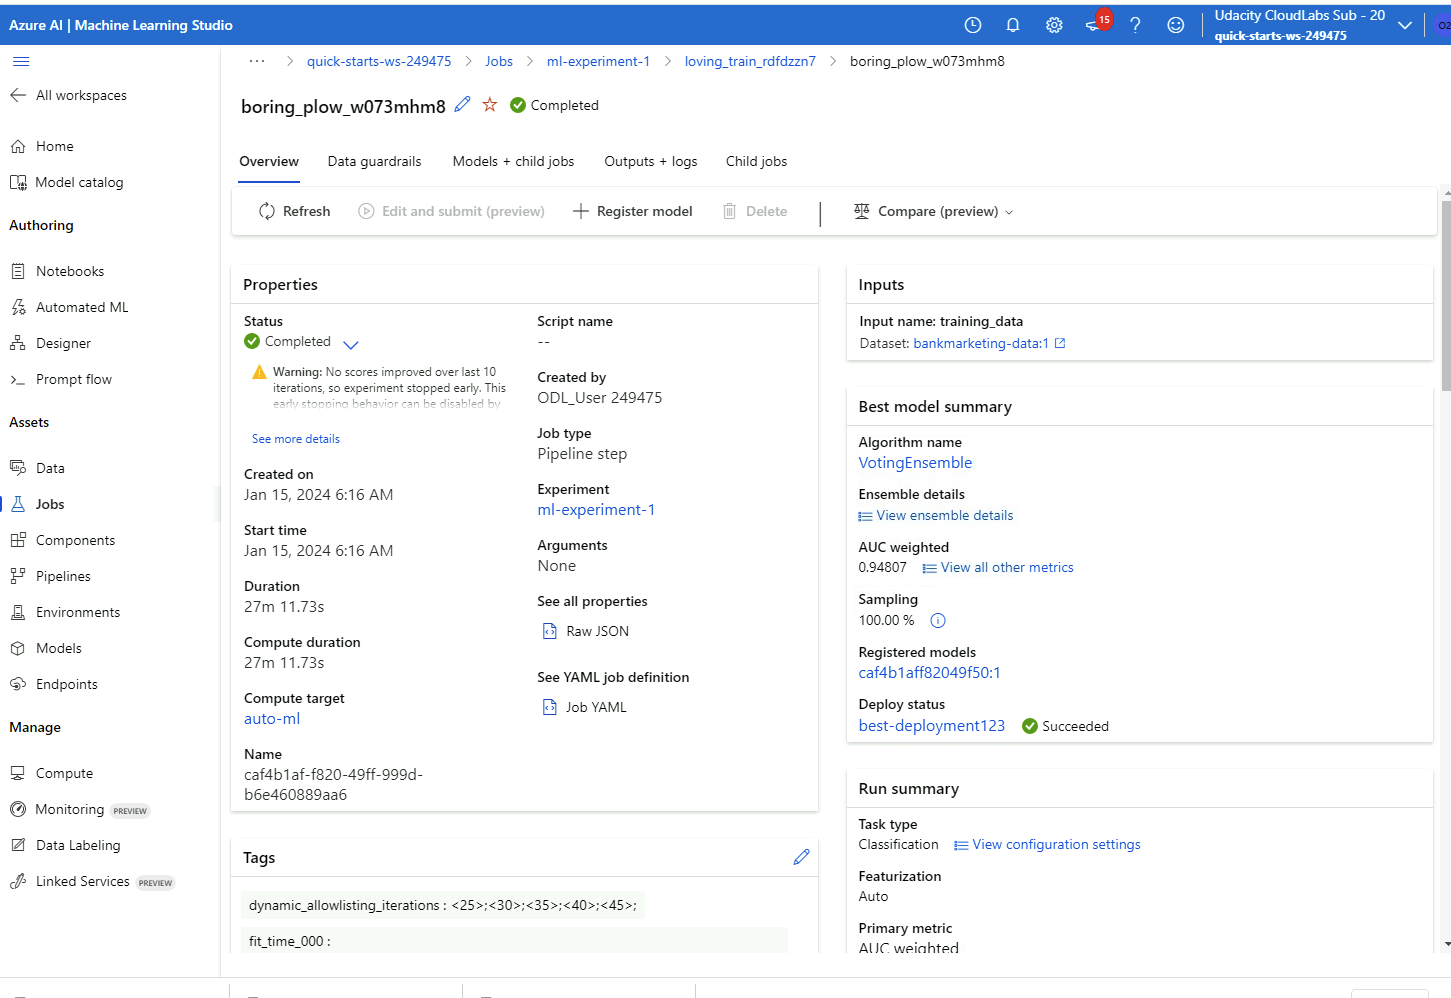 Azure AI | Machine Learning Studio
15
Udacity CloudLabs Sub - 20
quick-starts-ws-249475
All workspaces
Home
Model catalog
Authoring
Notebooks
Automated ML
Designer
Prompt flow
Assets
Data
Jobs
Components
Pipelines
Environments
Models
Endpoints
Manage
Compute
Monitoring PREVIEW
Data Labeling
Linked Services PREVIEW
··· > quick-starts-ws-249475 > Jobs > ml-experiment-1 > loving_train_rdfdzzn7 > boring_plow_w073mhm8
boring_plow_w073mhm8 Completed
Overview Data guardrails Models + child jobs Outputs + logs Child jobs
Refresh Edit and submit (preview) Register model Delete Compare (preview)
Properties
Status
Completed
Warning: No scores improved over last 10
iterations, so experiment stopped early. This
early stopping behavior can be disabled by
See more details
Created on
Jan 15, 2024 6:16 AM
Start time
Jan 15, 2024 6:16 AM
Duration
27m 11.73s
Compute duration
27m 11.73s
Compute target
auto-ml
Name
caf4b1af-f820-49ff-999d-
b6e460889aa6
Script name
--
Created by
ODL_User 249475
Job type
Pipeline step
Experiment
ml-experiment-1
Arguments
None
See all properties
Raw JSON
See YAML job definition
Job YAML
Tags
dynamic_allowlisting_iterations : <25>;<30>;<35>;<40>;<45>;
fit_time_000 :
Inputs
Input name: training_data
Dataset: bankmarketing-data:1
Best model summary
Algorithm name
VotingEnsemble
Ensemble details
View ensemble details
AUC weighted
0.94807 View all other metrics
Sampling
100.00 %
Registered models
caf4b1aff82049f50:1
Deploy status
best-deployment123 Succeeded
Run summary
Task type
Classification View configuration settings
Featurization
Auto
Primary metric
AUC weighted